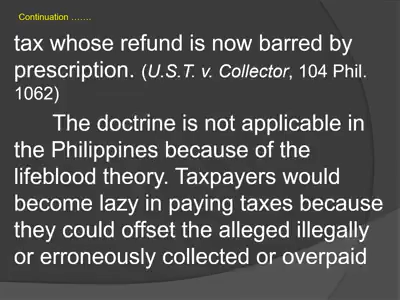 Continuation …….
tax whose refund is now barred by
prescription. (U.S.T. v. Collector, 104 Phil.
1062)
The doctrine is not applicable in
the Philippines because of the
lifeblood theory. Taxpayers would
become lazy in paying taxes because
they could offset the alleged illegally
or erroneously collected or overpaid